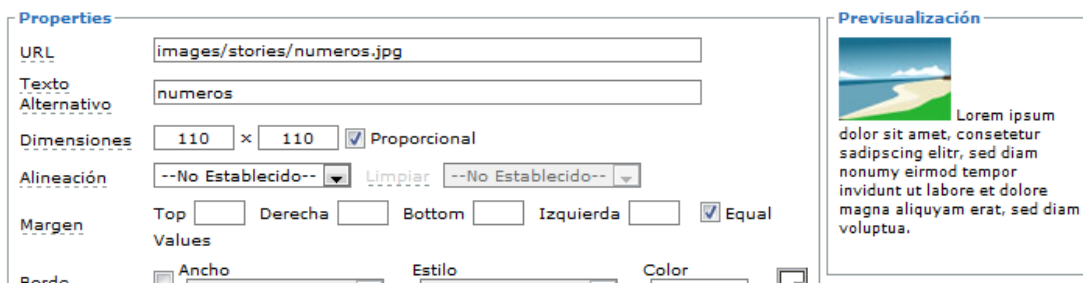 Properties
URL images/stories/numeros.jpg
Texto
Alternativo numeros
Dimensiones 110 x 110 Proporcional
Alineación --No Establecido-- Limpiar --No Establecido--
Margen Top Derecha Bottom Izquierda Equal
Values
Borde Ancho Estilo Color
Previsualización
Lorem ipsum
dolor sit amet, consetetur
sadipscing elitr, sed diam
nonumy eirmod tempor
invidunt ut labore et dolore
magna aliquyam erat, sed diam
voluptua.